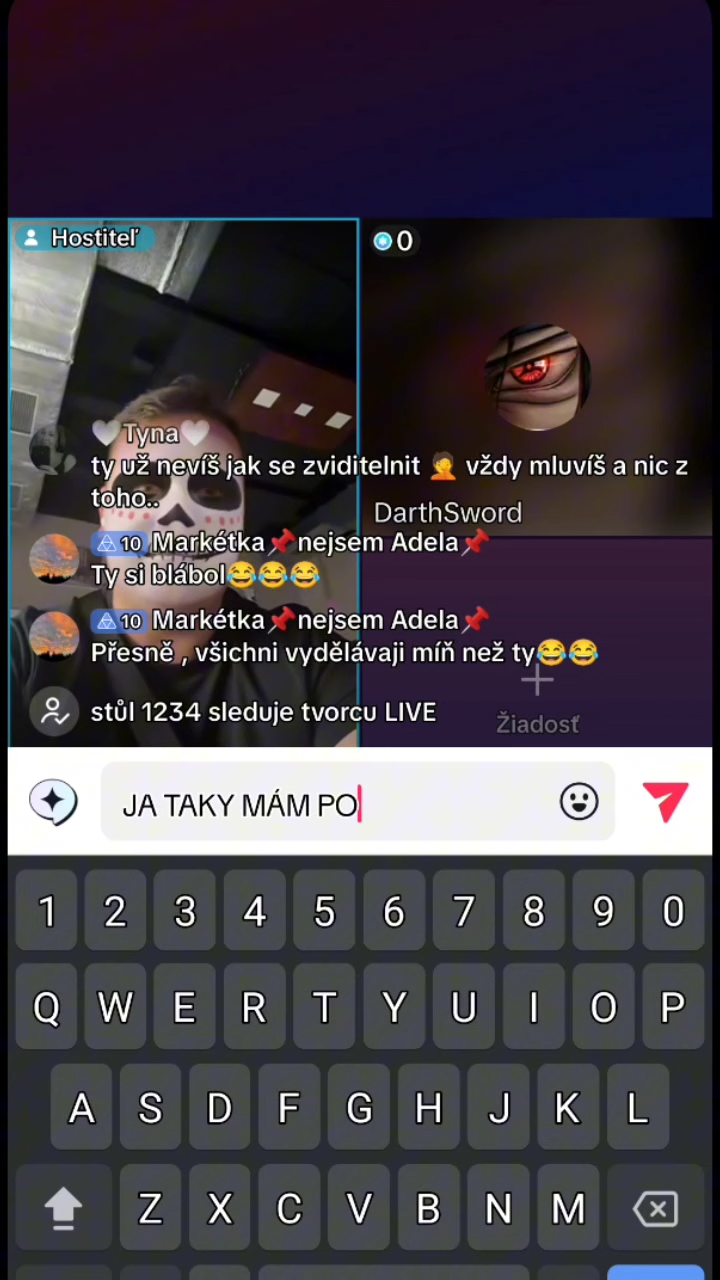 Hostiteľ
0
🤍Tyna🤍
ty už nevíš jak se zviditelnit 🤦 vždy mluvíš a nic z
toho..
DarthSword
10 Markétka📌nejsem Adela📌
Ty si blábol😂😂😂
10 Markétka📌nejsem Adela📌
Přesně , všichni vydělávaji míň než ty😂😂
stůl 1234 sleduje tvorcu LIVE
Žiadosť
JA TAKY MÁM PO
1 2 3 4 5 6 7 8 9 0
Q W E R T Y U I O P
A S D F G H J K L
Z X C V B N M